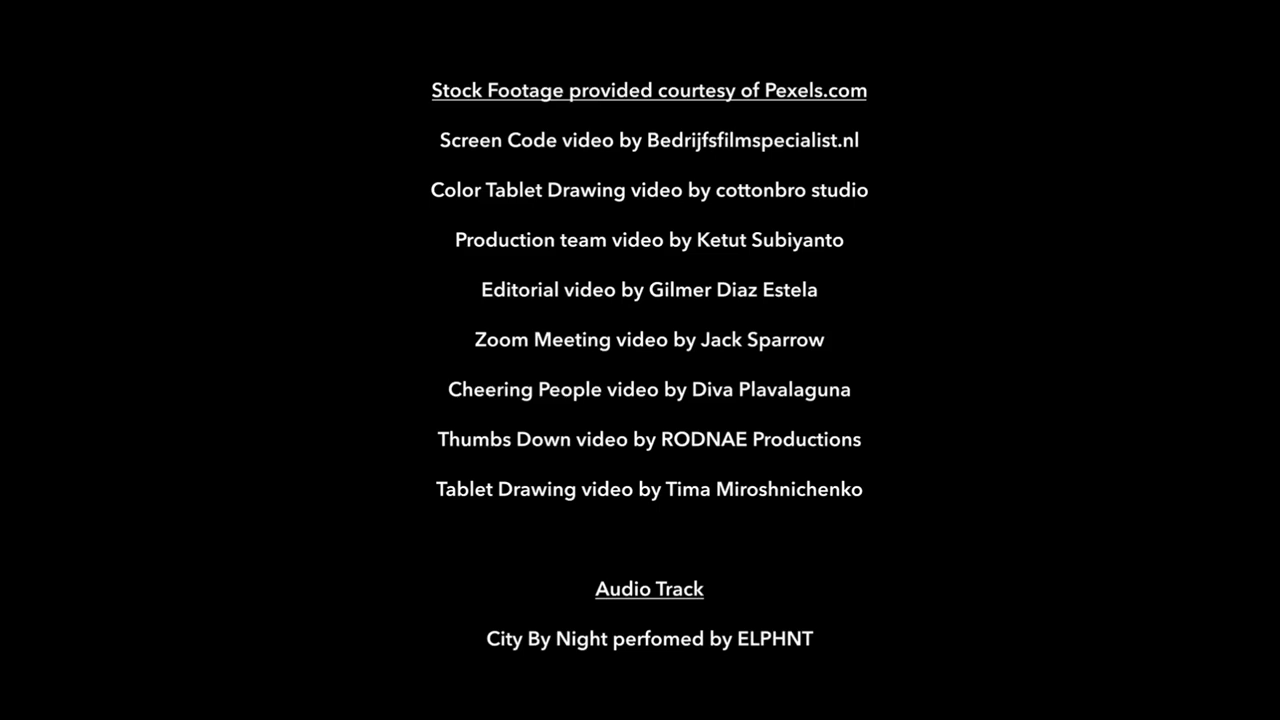 Stock Footage provided courtesy of Pexels.com
Screen Code video by Bedrijfsfilmspecialist.nl
Color Tablet Drawing video by cottonbro studio
Production team video by Ketut Subiyanto
Editorial video by Gilmer Diaz Estela
Zoom Meeting video by Jack Sparrow
Cheering People video by Diva Plavalaguna
Thumbs Down video by RODNAE Productions
Tablet Drawing video by Tima Miroshnichenko
Audio Track
City By Night perfomed by ELPHNT